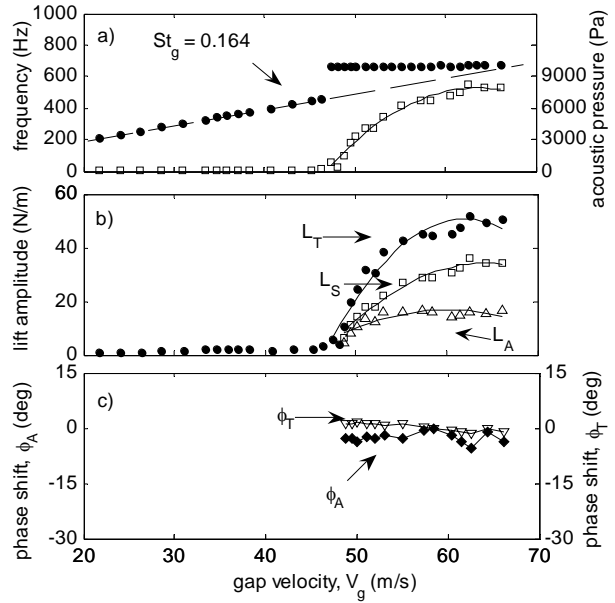 a)
St_g = 0.164
frequency (Hz)
1000
800
600
400
200
0
acoustic pressure (Pa)
9000
6000
3000
0
b)
L_T
L_S
L_A
lift amplitude (N/m)
60
40
20
0
c)
ϕ_T
ϕ_A
phase shift, ϕ_A (deg)
15
0
-15
-30
phase shift, ϕ_T (deg)
15
0
-15
-30
20 30 40 50 60 70
gap velocity, V_g (m/s)